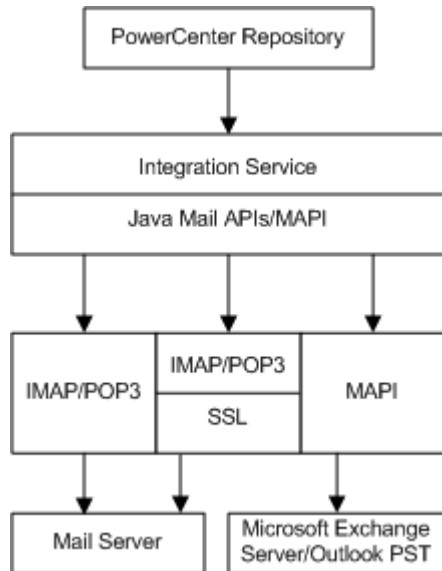 PowerCenter Repository
Integration Service
Java Mail APIs/MAPI
IMAP/POP3
IMAP/POP3
SSL
MAPI
Mail Server
Microsoft Exchange
Server/Outlook PST